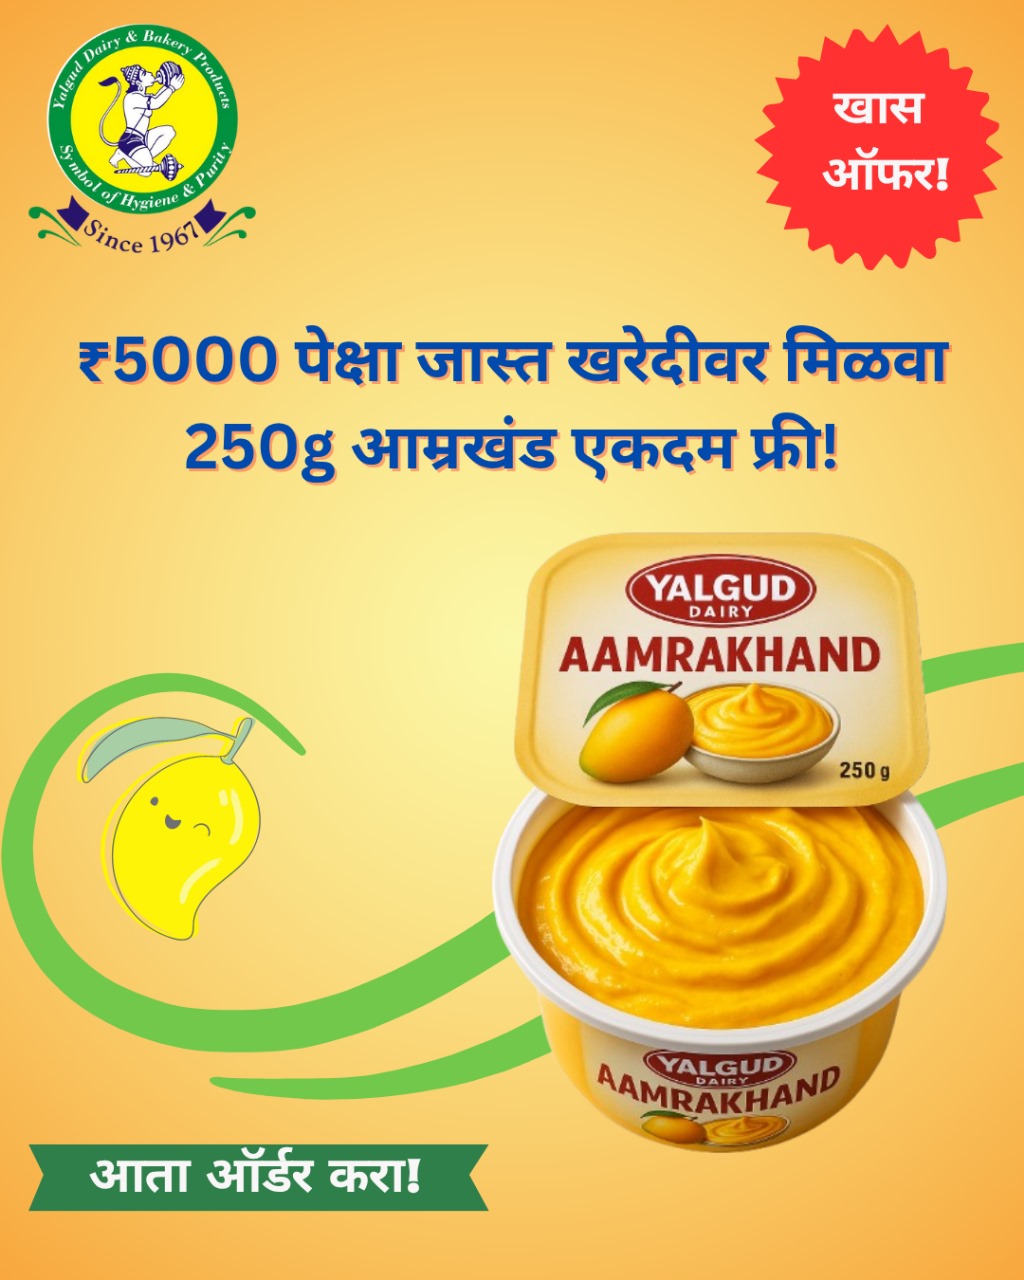 Yalgud Dairy & Bakery Products
Symbol of Hygiene & Purity
Since 1967
खास
ऑफर!
₹5000 पेक्षा जास्त खरेदीवर मिळवा
250g आम्रखंड एकदम फ्री!
YALGUD
DAIRY
AAMRAKHAND
250 g
YALGUD
DAIRY
AAMRAKHAND
आता ऑर्डर करा!